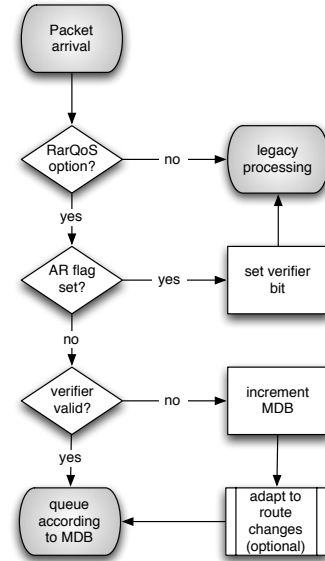 Packet
arrival
RarQoS
option?
no
legacy
processing
yes
AR flag
set?
yes
set verifier
bit
no
verifier
valid?
no
increment
MDB
yes
queue
according
to MDB
adapt to
route
changes
(optional)